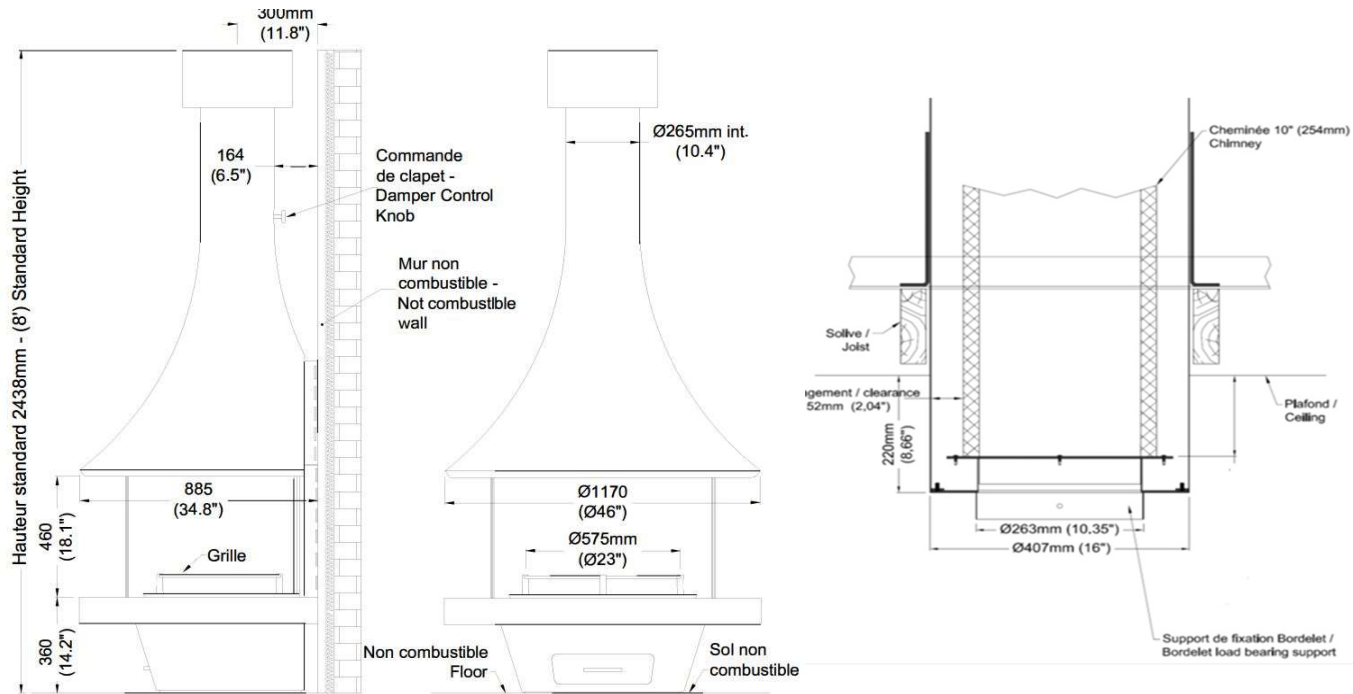 300mm
(11.8")
Hauteur standard 2438mm - (8') Standard Height
164
(6.5")
Commande
de clapet -
Damper Control
Knob
Mur non
combustible -
Not combustible
wall
885
(34.8")
460
(18.1")
Grille
360
(14.2")
Ø265mm int.
(10.4")
Ø1170
(Ø46")
Ø575mm
(Ø23")
Non combustible
Floor
Sol non
combustible
Cheminée 10" (254mm)
Chimney
Sollive /
Joist
gement / clearance
52mm (2,04")
220mm
(8,66")
Plafond /
Ceilling
Ø263mm (10.35")
Ø407mm (16")
Support de fixation Bordelet /
Bordelet load bearing support